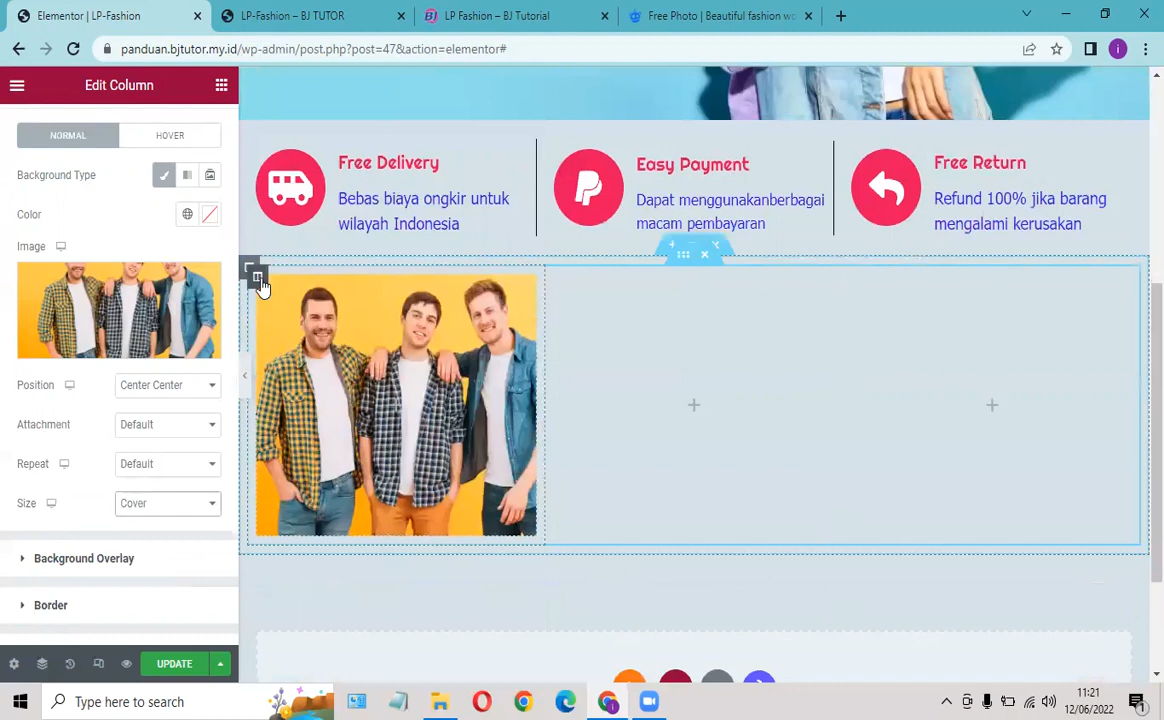 Elementor | LP-Fashion
LP-Fashion – BJ TUTOR
LP Fashion – BJ Tutorial
Free Photo | Beautiful fashion wo
panduan.bjtutor.my.id/wp-admin/post.php?post=47&action=elementor#
i
Edit Column
NORMAL
HOVER
Background Type
Color
Image
Position
Center Center
Attachment
Default
Repeat
Default
Size
Cover
Background Overlay
Border
UPDATE
Free Delivery
Bebas biaya ongkir untuk
wilayah Indonesia
Easy Payment
Dapat menggunakanberbagai
macam pembayaran
Free Return
Refund 100% jika barang
mengalami kerusakan
Type here to search
11:21
12/06/2022